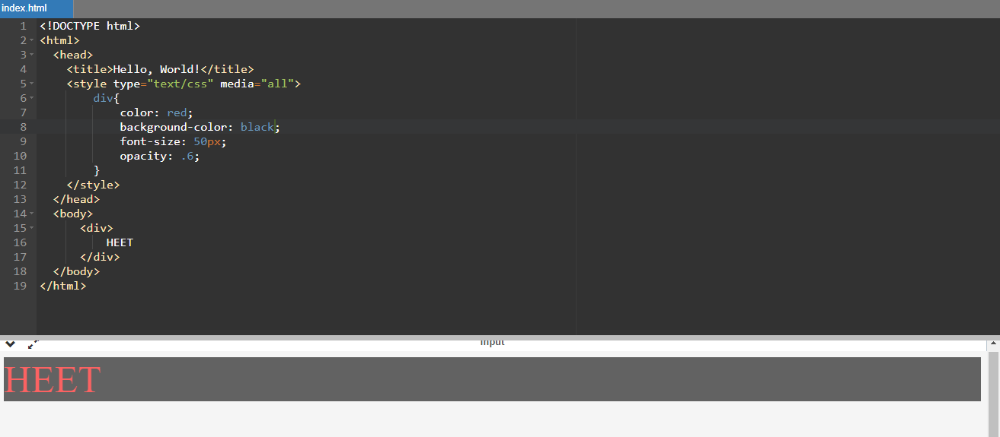 index.html
1 <!DOCTYPE html>
2 <html>
3 <head>
4 <title>Hello, World!</title>
5 <style type="text/css" media="all">
6 div{
7 color: red;
8 background-color: black;
9 font-size: 50px;
10 opacity: .6;
11 }
12 </style>
13 </head>
14 <body>
15 <div>
16 HEET
17 </div>
18 </body>
19 </html>
input
HEET